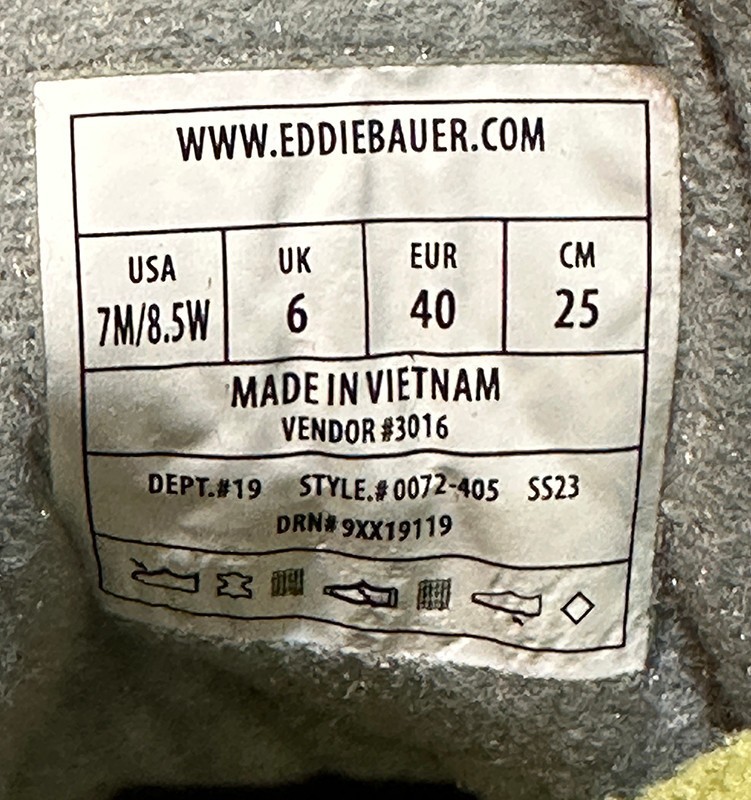 WWW.EDDIEBAUER.COM
USA UK EUR CM
7M/8.5W 6 40 25
MADE IN VIETNAM
VENDOR #3016
DEPT.#19 STYLE.# 0072-405 SS23
DRN# 9XX19119